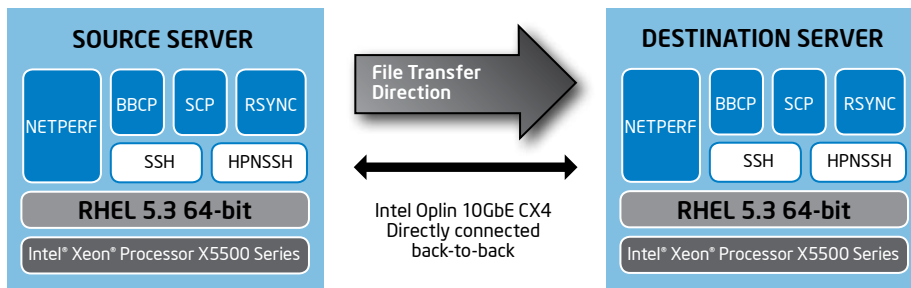 SOURCE SERVER
NETPERF
BBCP
SCP
RSYNC
SSH
HPNSSH
RHEL 5.3 64-bit
Intel® Xeon® Processor X5500 Series
File Transfer
Direction
Intel Oplin 10GbE CX4
Directly connected
back-to-back
DESTINATION SERVER
NETPERF
BBCP
SCP
RSYNC
SSH
HPNSSH
RHEL 5.3 64-bit
Intel® Xeon® Processor X5500 Series